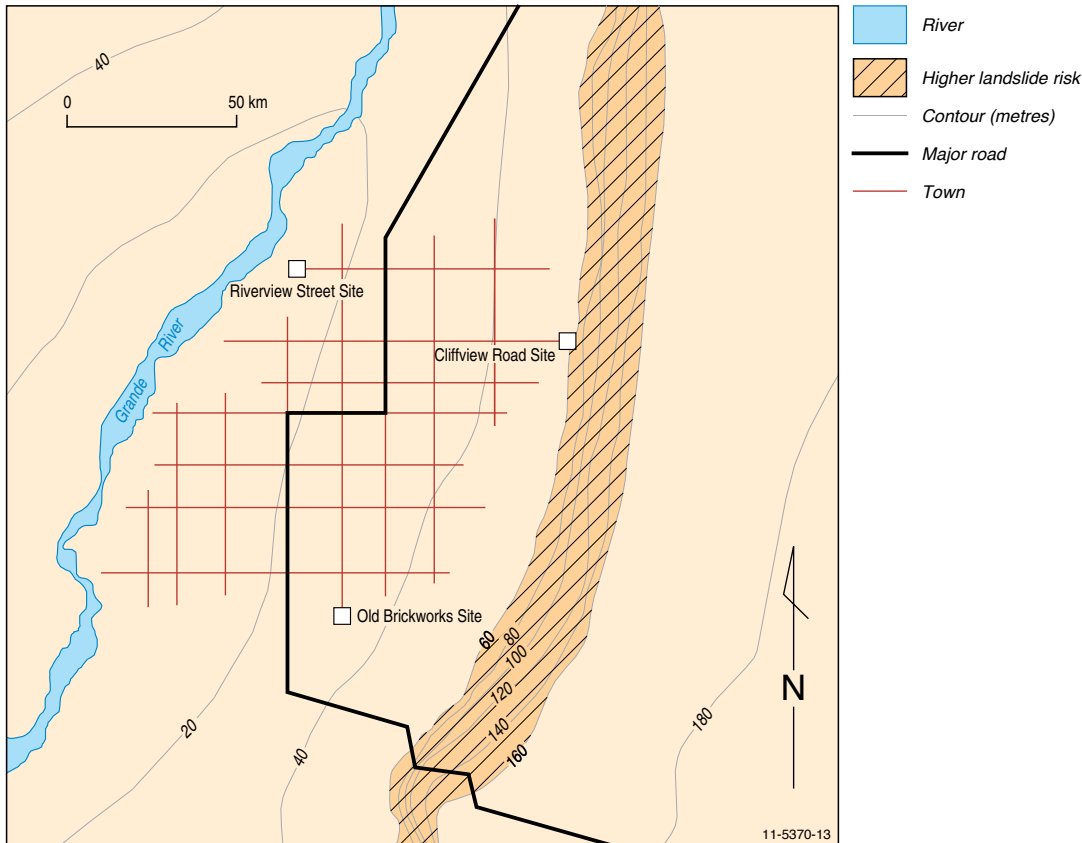 40
0 50 km
River
Higher landslide risk
Contour (metres)
Major road
Town
Riverview Street Site
Grande River
Cliffview Road Site
Old Brickworks Site
60
80
100
120
140
160
20
40
180
N
11-5370-13